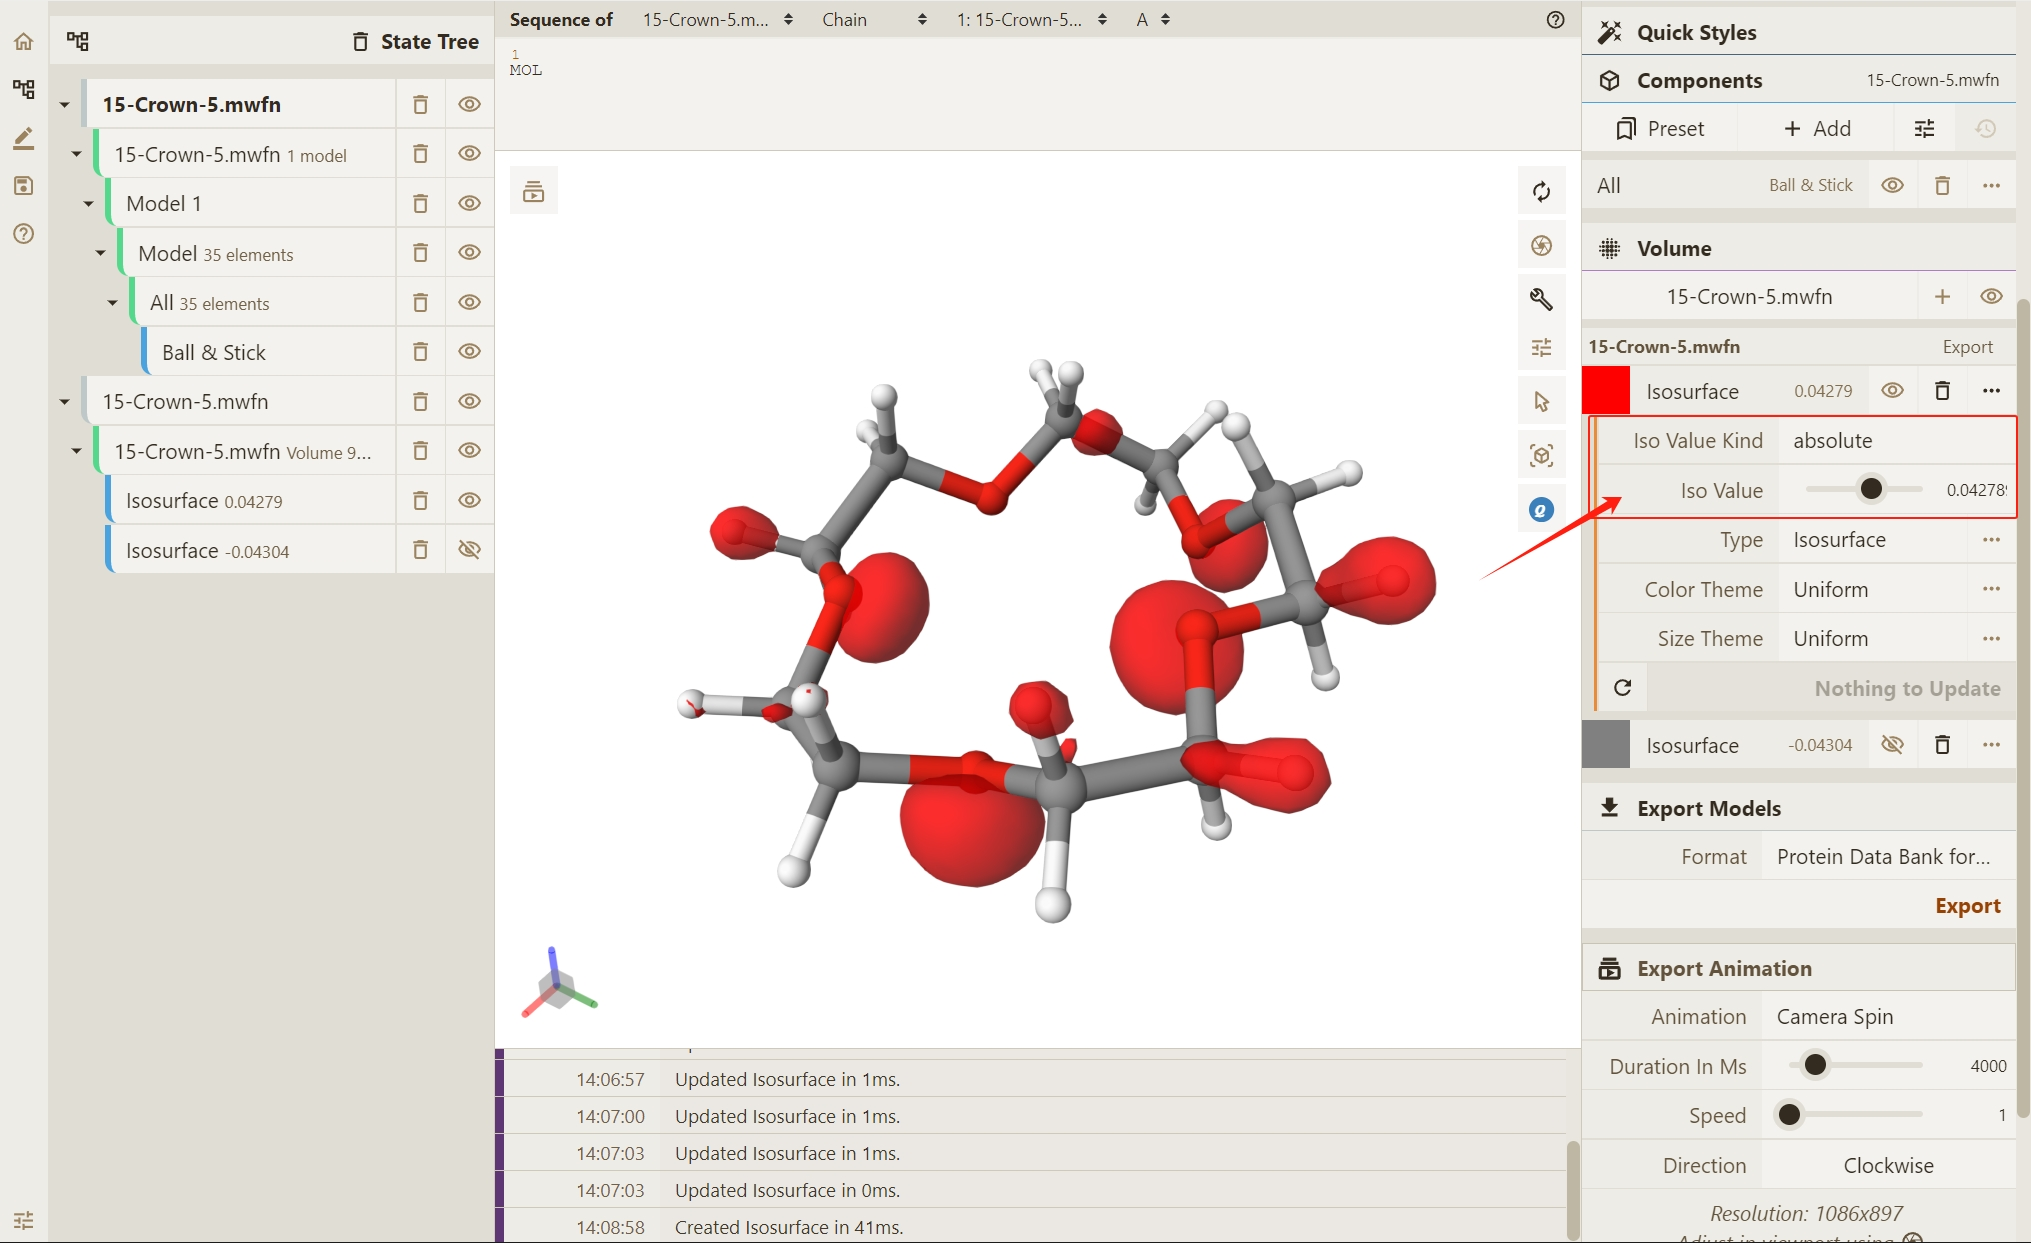 State Tree
15-Crown-5.mwfn
15-Crown-5.mwfn 1 model
Model 1
Model 35 elements
All 35 elements
Ball & Stick
15-Crown-5.mwfn
15-Crown-5.mwfn Volume 9...
Isosurface 0.04279
Isosurface -0.04304
Sequence of 15-Crown-5.m... Chain 1: 15-Crown-5... A
1
MOL
14:06:57 Updated Isosurface in 1ms.
14:07:00 Updated Isosurface in 1ms.
14:07:03 Updated Isosurface in 1ms.
14:07:03 Updated Isosurface in 0ms.
14:08:58 Created Isosurface in 41ms.
Quick Styles
Components 15-Crown-5.mwfn
Preset + Add
All Ball & Stick
Volume
15-Crown-5.mwfn
15-Crown-5.mwfn Export
Isosurface 0.04279
Iso Value Kind absolute
Iso Value 0.04278
Type Isosurface
Color Theme Uniform
Size Theme Uniform
Nothing to Update
Isosurface -0.04304
Export Models
Format Protein Data Bank for...
Export
Export Animation
Animation Camera Spin
Duration In Ms 4000
Speed 1
Direction Clockwise
Resolution: 1086x897
Adjust in viewport using